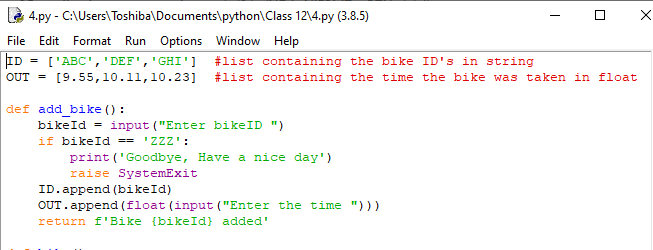 4.py - C:\Users\Toshiba\Documents\python\Class 12\4.py (3.8.5)
File Edit Format Run Options Window Help
ID = ['ABC','DEF','GHI']  #list containing the bike ID's in string
OUT = [9.55,10.11,10.23]  #list containing the time the bike was taken in float

def add_bike():
    bikeId = input("Enter bikeID ")
    if bikeId == 'ZZZ':
        print('Goodbye, Have a nice day')
        raise SystemExit
    ID.append(bikeId)
    OUT.append(float(input("Enter the time ")))
    return f'Bike {bikeId} added'